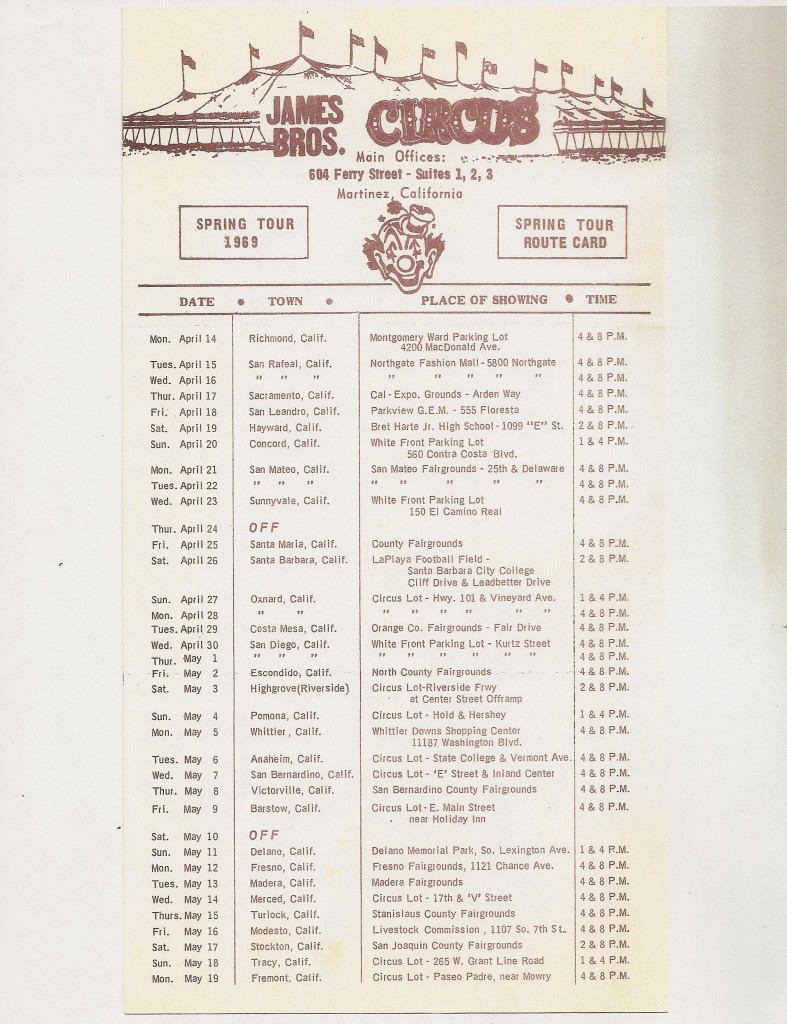 JAMES BROS. CIRCUS
Main Offices:
604 Ferry Street - Suites 1, 2, 3
Martinez, California
SPRING TOUR
1969
SPRING TOUR
ROUTE CARD
DATE • TOWN • PLACE OF SHOWING • TIME
Mon. April 14 Richmond, Calif. Montgomery Ward Parking Lot 4 & 8 P.M.
4200 MacDonald Ave.
Tues. April 15 San Rafeal, Calif. Northgate Fashion Mall - 5800 Northgate 4 & 8 P.M.
Wed. April 16 " " " " " " " " 4 & 8 P.M.
Thur. April 17 Sacramento, Calif. Cal - Expo. Grounds - Arden Way 4 & 8 P.M.
Fri. April 18 San Leandro, Calif. Parkview G.E.M. - 555 Floresta 4 & 8 P.M.
Sat. April 19 Hayward, Calif. Bret Harte Jr. High School - 1099 "E" St. 2 & 8 P.M.
Sun. April 20 Concord, Calif. White Front Parking Lot 1 & 4 P.M.
560 Contra Costa Blvd.
Mon. April 21 San Mateo, Calif. San Mateo Fairgrounds - 25th & Delaware 4 & 8 P.M.
Tues. April 22 " " " " " " " " 4 & 8 P.M.
Wed. April 23 Sunnyvale, Calif. White Front Parking Lot 4 & 8 P.M.
150 El Camino Real
Thur. April 24 OFF
Fri. April 25 Santa Maria, Calif. County Fairgrounds 4 & 8 P.M.
Sat. April 26 Santa Barbara, Calif. LaPlaya Football Field - 2 & 8 P.M.
Santa Barbara City College
Cliff Drive & Leadbetter Drive
Sun. April 27 Oxnard, Calif. Circus Lot - Hwy. 101 & Vineyard Ave. 1 & 4 P.M.
Mon. April 28 " " " " " " " " 4 & 8 P.M.
Tues. April 29 Costa Mesa, Calif. Orange Co. Fairgrounds - Fair Drive 4 & 8 P.M.
Wed. April 30 San Diego, Calif. White Front Parking Lot - Kurtz Street 4 & 8 P.M.
Thur. May 1 " " " " " " " " " 4 & 8 P.M.
Fri. May 2 Escondido, Calif. North County Fairgrounds 4 & 8 P.M.
Sat. May 3 Highgrove(Riverside) Circus Lot-Riverside Frwy 2 & 8 P.M.
at Center Street Offramp
Sun. May 4 Pomona, Calif. Circus Lot - Hold & Hershey 1 & 4 P.M.
Mon. May 5 Whittier, Calif. Whittier Downs Shopping Center 4 & 8 P.M.
11187 Washington Blvd.
Tues. May 6 Anaheim, Calif. Circus Lot - State College & Vermont Ave. 4 & 8 P.M.
Wed. May 7 San Bernardino, Calif. Circus Lot - 'E' Street & Inland Center 4 & 8 P.M.
Thur. May 8 Victorville, Calif. San Bernardino County Fairgrounds 4 & 8 P.M.
Fri. May 9 Barstow, Calif. Circus Lot - E. Main Street 4 & 8 P.M.
near Holiday Inn
Sat. May 10 OFF
Sun. May 11 Delano, Calif. Delano Memorial Park, So. Lexington Ave. 1 & 4 P.M.
Mon. May 12 Fresno, Calif. Fresno Fairgrounds, 1121 Chance Ave. 4 & 8 P.M.
Tues. May 13 Madera, Calif. Madera Fairgrounds 4 & 8 P.M.
Wed. May 14 Merced, Calif. Circus Lot - 17th & 'V' Street 4 & 8 P.M.
Thurs. May 15 Turlock, Calif. Stanislaus County Fairgrounds 4 & 8 P.M.
Fri. May 16 Modesto, Calif. Livestock Commission, 1107 So. 7th St. 4 & 8 P.M.
Sat. May 17 Stockton, Calif. San Joaquin County Fairgrounds 2 & 8 P.M.
Sun. May 18 Tracy, Calif. Circus Lot - 265 W. Grant Line Road 1 & 4 P.M.
Mon. May 19 Fremont, Calif. Circus Lot - Paseo Padre, near Mowry 4 & 8 P.M.